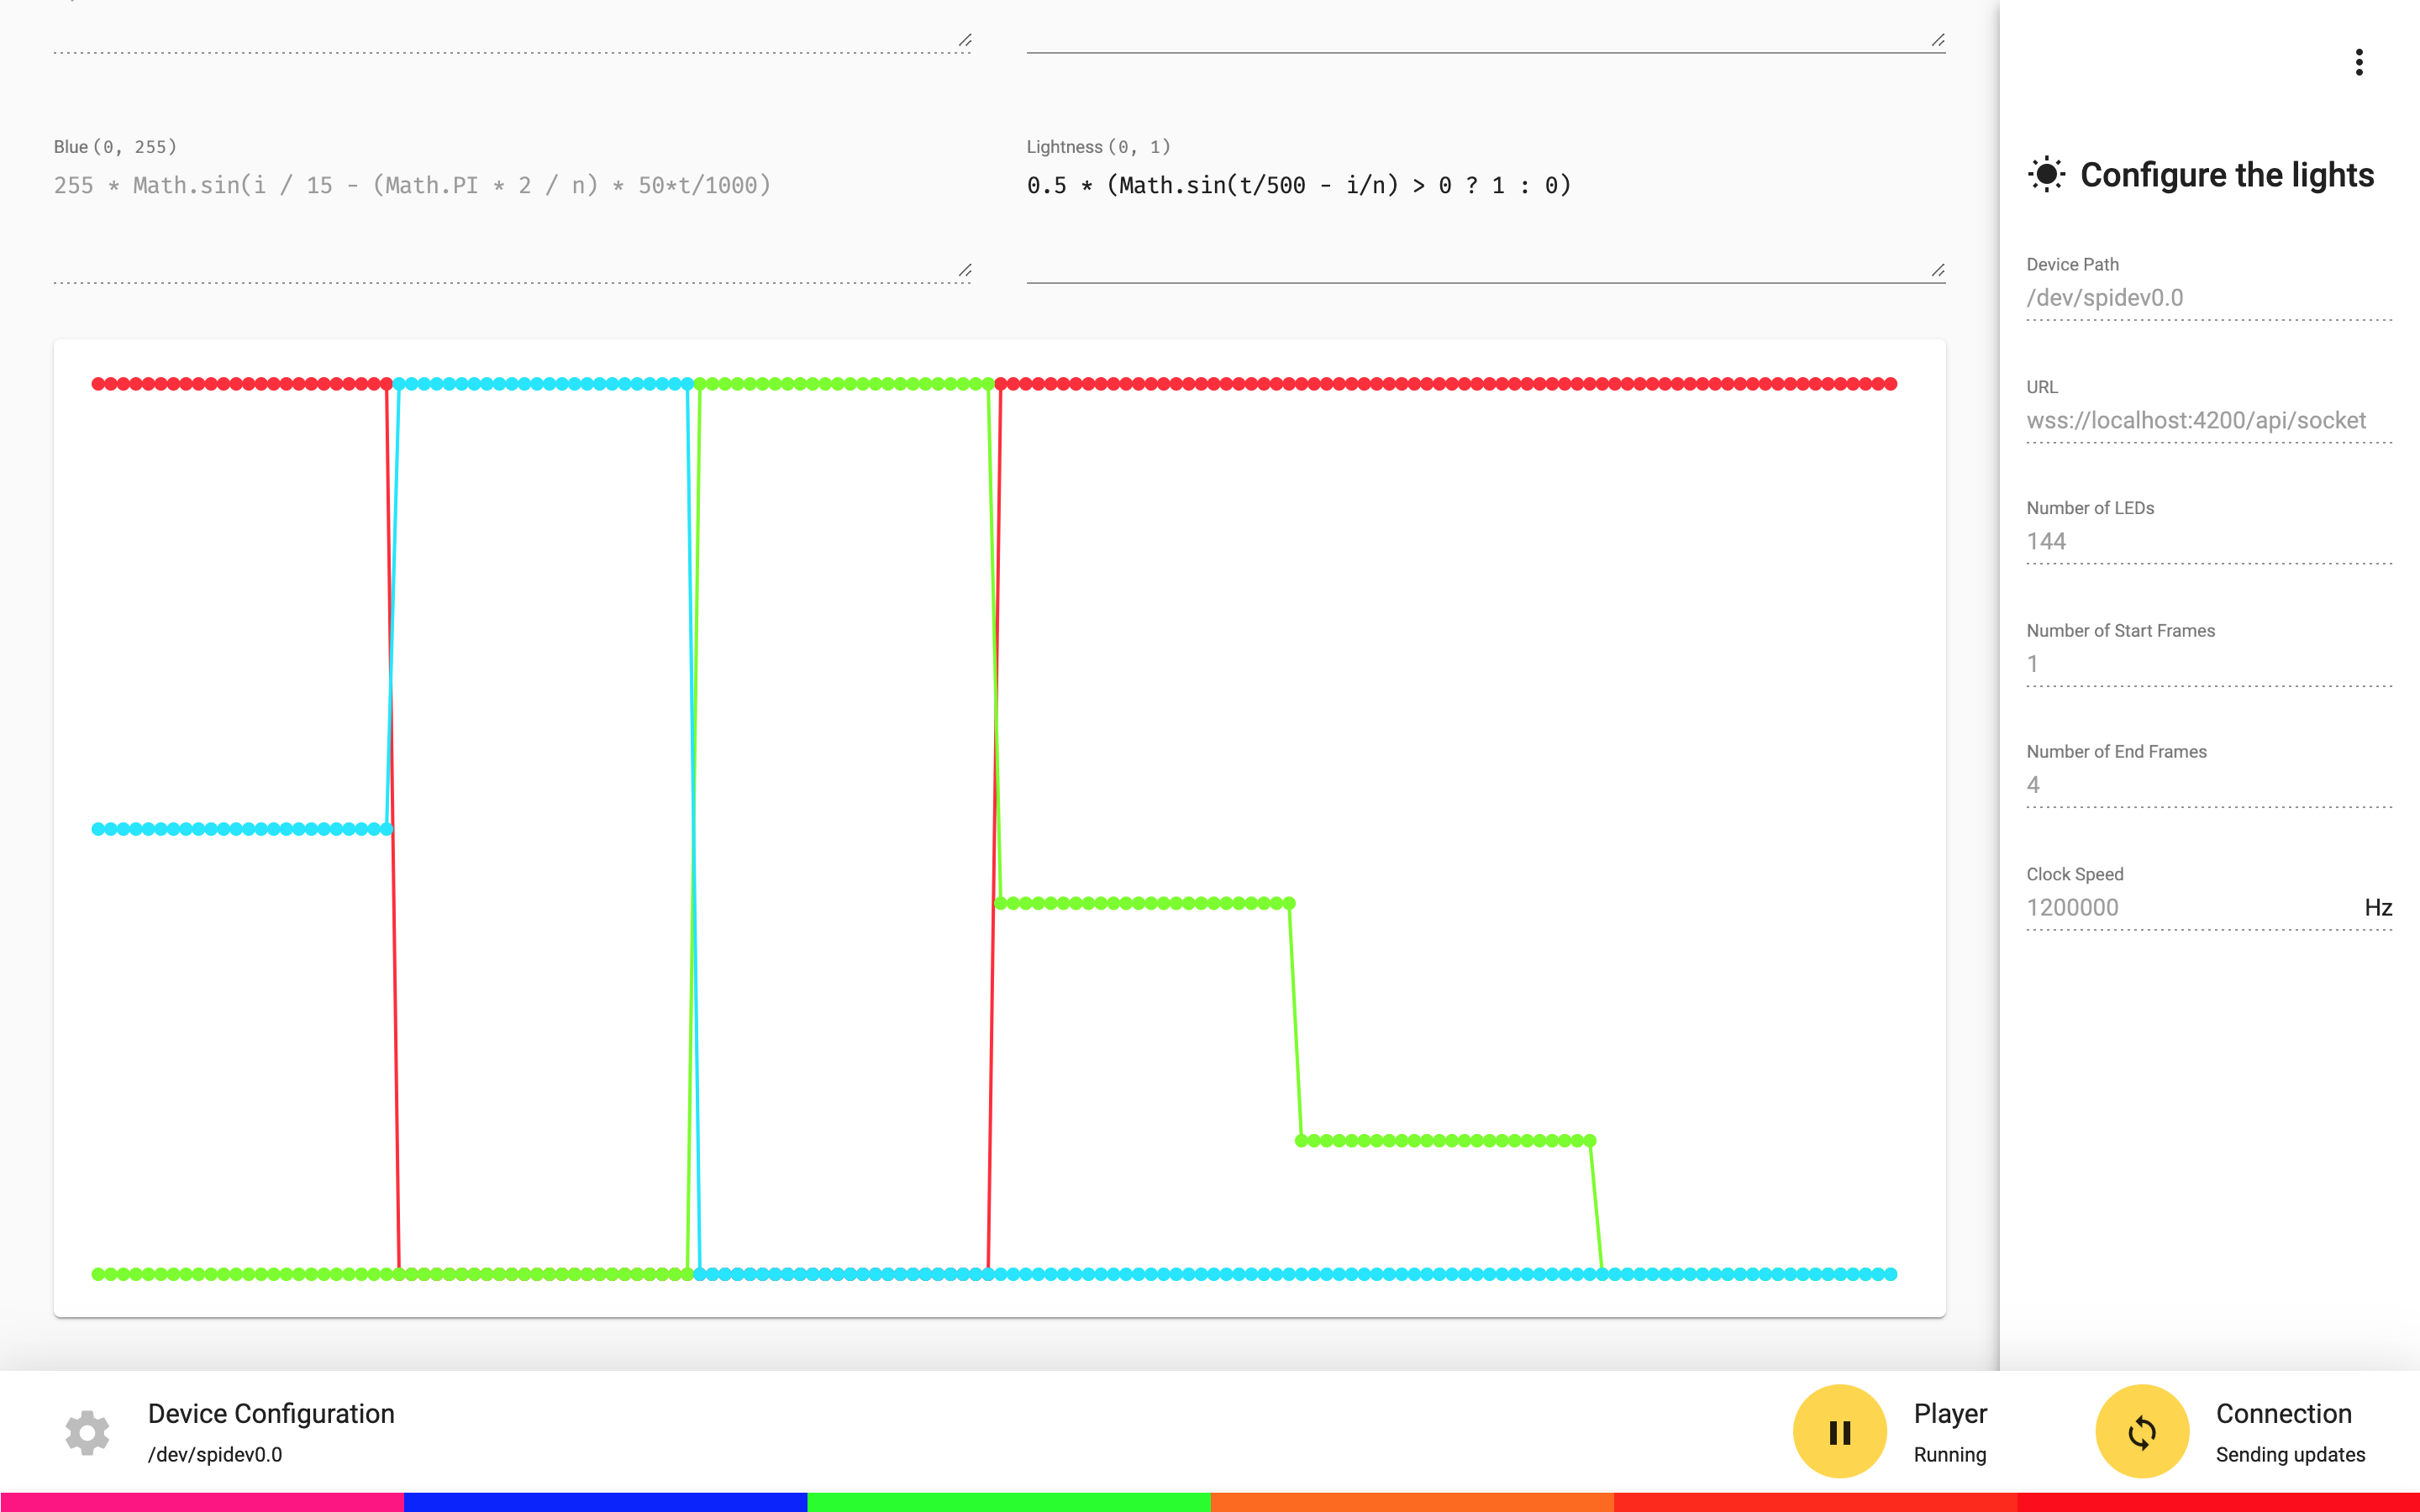 Blue (0, 255)
255 * Math.sin(i / 15 - (Math.PI * 2 / n) * 50*t/1000)
Lightness (0, 1)
0.5 * (Math.sin(t/500 - i/n) > 0 ? 1 : 0)
Configure the lights
Device Path
/dev/spidev0.0
URL
wss://localhost:4200/api/socket
Number of LEDs
144
Number of Start Frames
1
Number of End Frames
4
Clock Speed
1200000 Hz
Device Configuration
/dev/spidev0.0
Player
Running
Connection
Sending updates